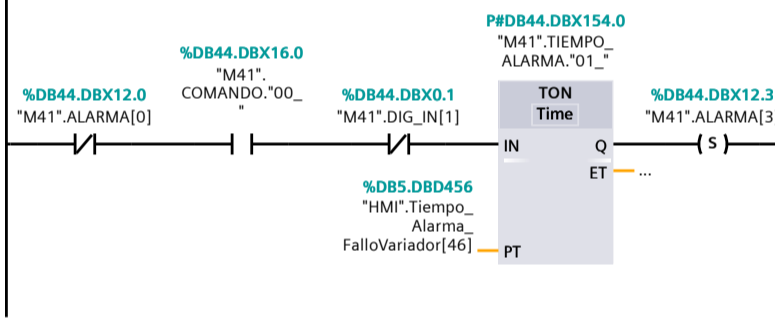 P#DB44.DBX154.0
"M41".TIEMPO_
ALARMA."01_"
%DB44.DBX16.0
"M41".
COMANDO."00_
"
%DB44.DBX12.0
"M41".ALARMA[0]
%DB44.DBX0.1
"M41".DIG_IN[1]
TON
Time
%DB44.DBX12.3
"M41".ALARMA[3
IN
Q
S
ET
...
%DB5.DBD456
"HMI".Tiempo_
Alarma_
FalloVariador[46]
PT